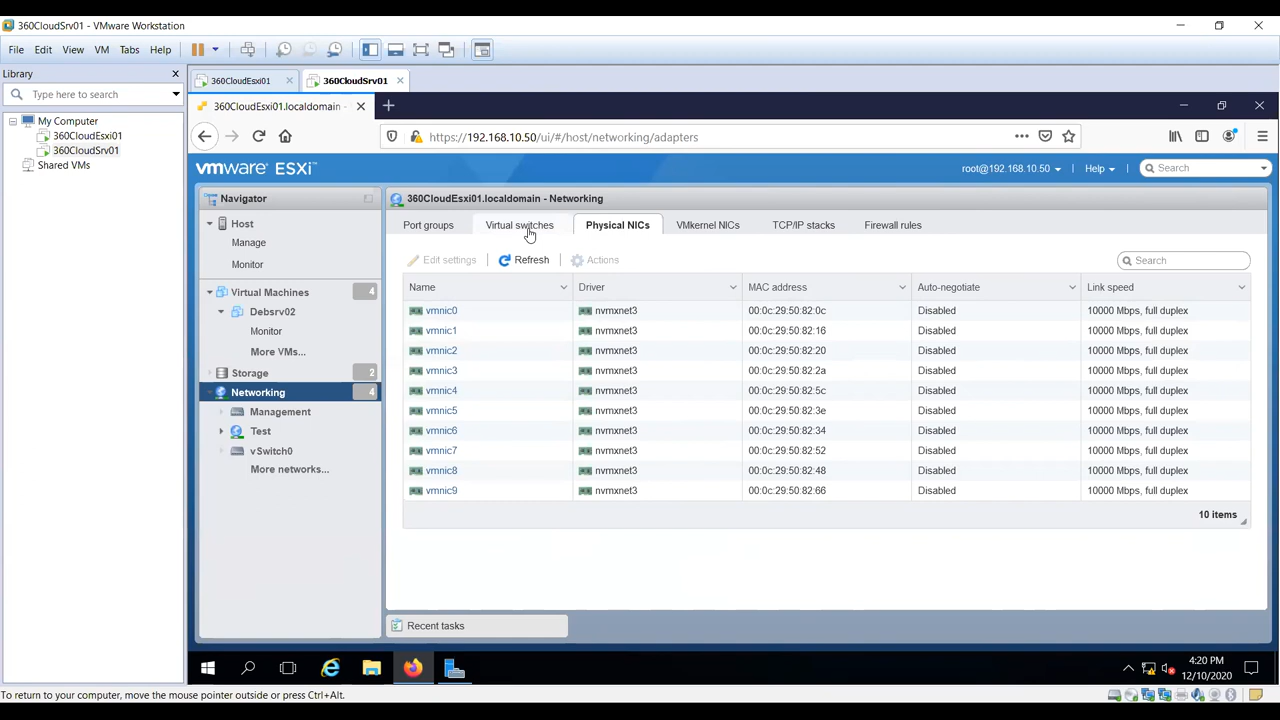 360CloudSrv01 - VMware Workstation
File Edit View VM Tabs Help
Library
360CloudEsxi01 360CloudSrv01
Type here to search
My Computer
360CloudEsxi01
360CloudSrv01
Shared VMs
360CloudEsxi01.localdomain -
https://192.168.10.50/ui/#/host/networking/adapters
vmware ESXi™
root@192.168.10.50 Help Search
Navigator
Host
Manage
Monitor
Virtual Machines 4
Debsrv02
Monitor
More VMs...
Storage 2
Networking 4
Management
Test
vSwitch0
More networks...
360CloudEsxi01.localdomain - Networking
Port groups Virtual switches Physical NICs VMkernel NICs TCP/IP stacks Firewall rules
Edit settings Refresh Actions Search
Name Driver MAC address Auto-negotiate Link speed
vmnic0 nvmxnet3 00:0c:29:50:82:0c Disabled 10000 Mbps, full duplex
vmnic1 nvmxnet3 00:0c:29:50:82:16 Disabled 10000 Mbps, full duplex
vmnic2 nvmxnet3 00:0c:29:50:82:20 Disabled 10000 Mbps, full duplex
vmnic3 nvmxnet3 00:0c:29:50:82:2a Disabled 10000 Mbps, full duplex
vmnic4 nvmxnet3 00:0c:29:50:82:5c Disabled 10000 Mbps, full duplex
vmnic5 nvmxnet3 00:0c:29:50:82:3e Disabled 10000 Mbps, full duplex
vmnic6 nvmxnet3 00:0c:29:50:82:34 Disabled 10000 Mbps, full duplex
vmnic7 nvmxnet3 00:0c:29:50:82:52 Disabled 10000 Mbps, full duplex
vmnic8 nvmxnet3 00:0c:29:50:82:48 Disabled 10000 Mbps, full duplex
vmnic9 nvmxnet3 00:0c:29:50:82:66 Disabled 10000 Mbps, full duplex
10 items
Recent tasks
4:20 PM
12/10/2020
To return to your computer, move the mouse pointer outside or press Ctrl+Alt.